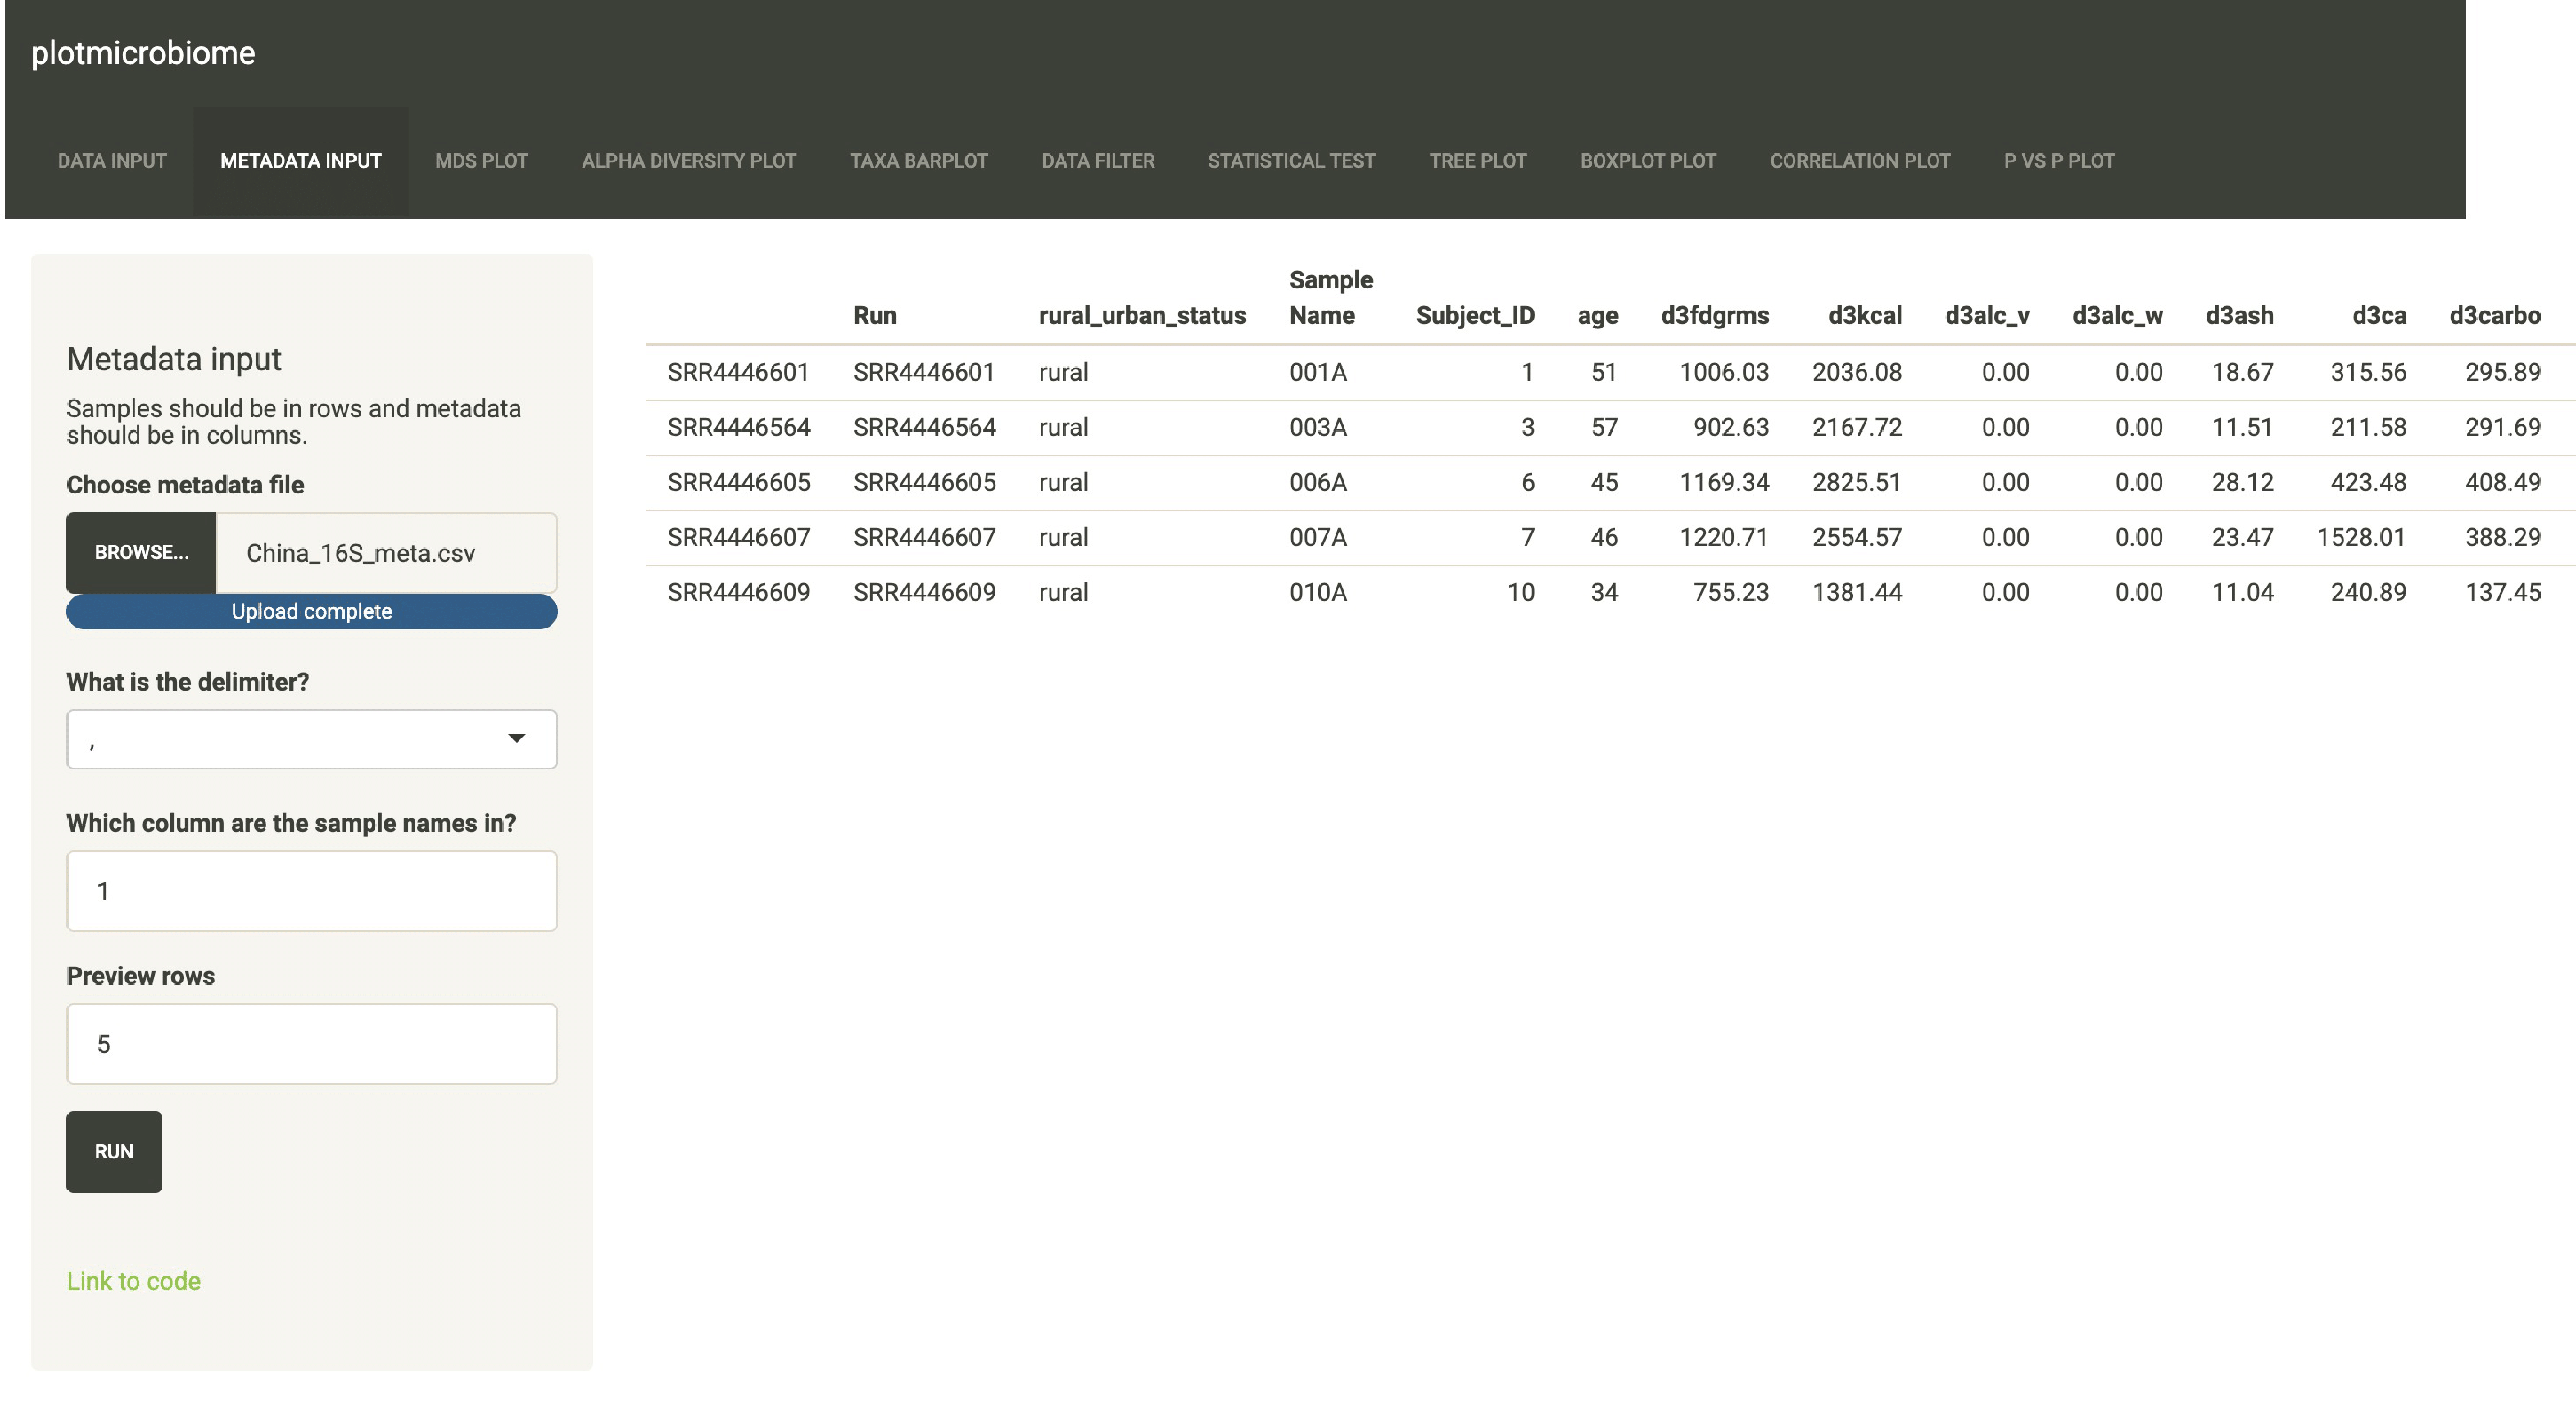 plotmicrobiome
DATA INPUT METADATA INPUT MDS PLOT ALPHA DIVERSITY PLOT TAXA BARPLOT DATA FILTER STATISTICAL TEST TREE PLOT BOXPLOT PLOT CORRELATION PLOT P VS P PLOT
Metadata input
Samples should be in rows and metadata
should be in columns.
Choose metadata file
BROWSE... China_16S_meta.csv
Upload complete
What is the delimiter?
,
Which column are the sample names in?
1
Preview rows
5
RUN
Link to code
Sample
Run rural_urban_status Name Subject_ID age d3fdgrms d3kcal d3alc_v d3alc_w d3ash d3ca d3carbo
SRR4446601 SRR4446601 rural 001A 1 51 1006.03 2036.08 0.00 0.00 18.67 315.56 295.89
SRR4446564 SRR4446564 rural 003A 3 57 902.63 2167.72 0.00 0.00 11.51 211.58 291.69
SRR4446605 SRR4446605 rural 006A 6 45 1169.34 2825.51 0.00 0.00 28.12 423.48 408.49
SRR4446607 SRR4446607 rural 007A 7 46 1220.71 2554.57 0.00 0.00 23.47 1528.01 388.29
SRR4446609 SRR4446609 rural 010A 10 34 755.23 1381.44 0.00 0.00 11.04 240.89 137.45